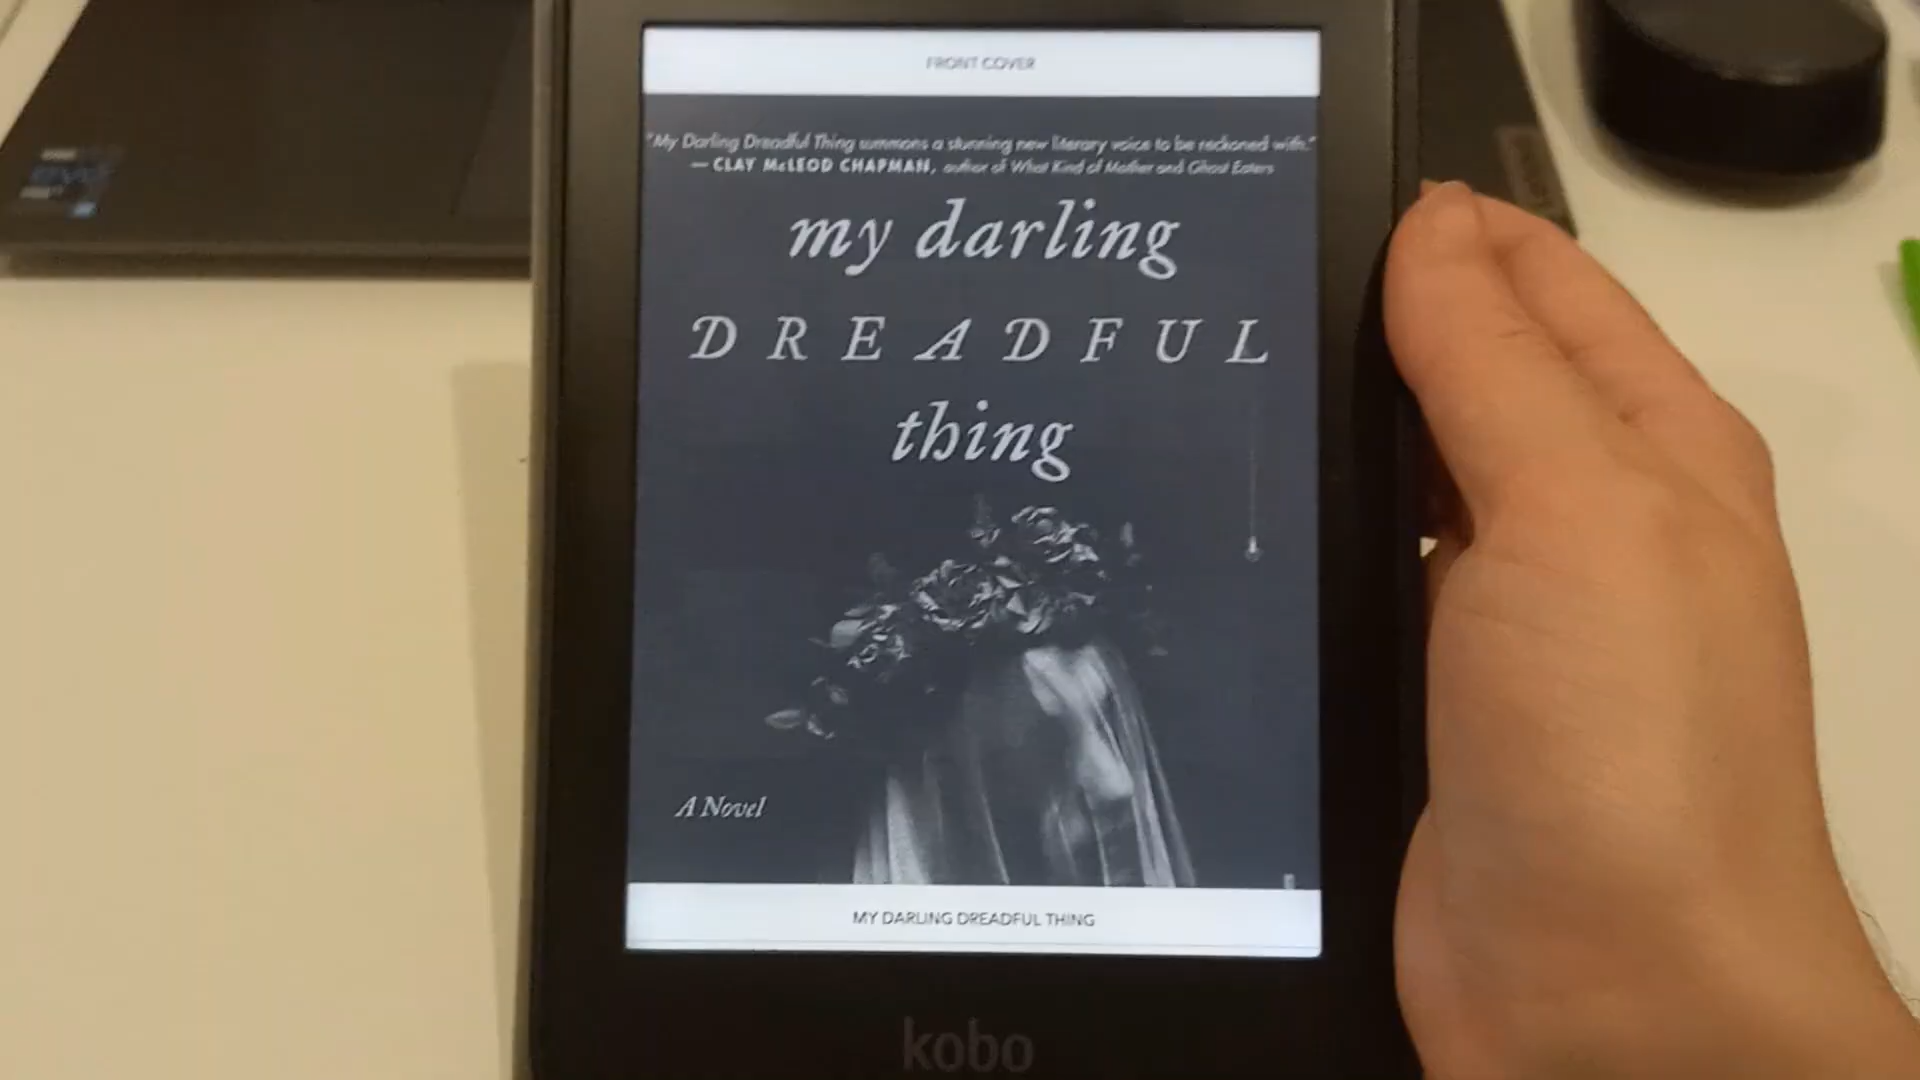 FRONT COVER
"My Darling Dreadful Thing summons a stunning new literary voice to be reckoned with."
— CLAY McLEOD CHAPMAN, author of What Kind of Mother and Ghost Eaters
my darling
DREADFUL
thing
A Novel
MY DARLING DREADFUL THING
kobo